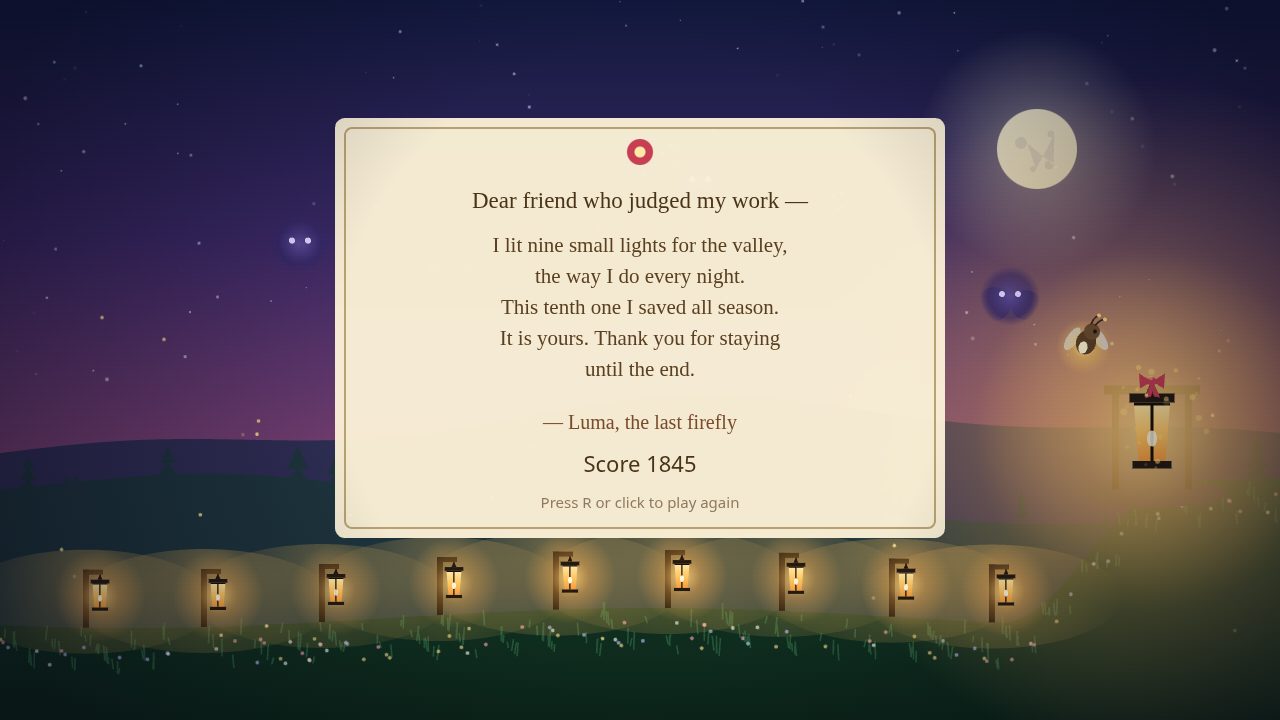 Dear friend who judged my work —
I lit nine small lights for the valley,
the way I do every night.
This tenth one I saved all season.
It is yours. Thank you for staying
until the end.
— Luma, the last firefly
Score 1845
Press R or click to play again